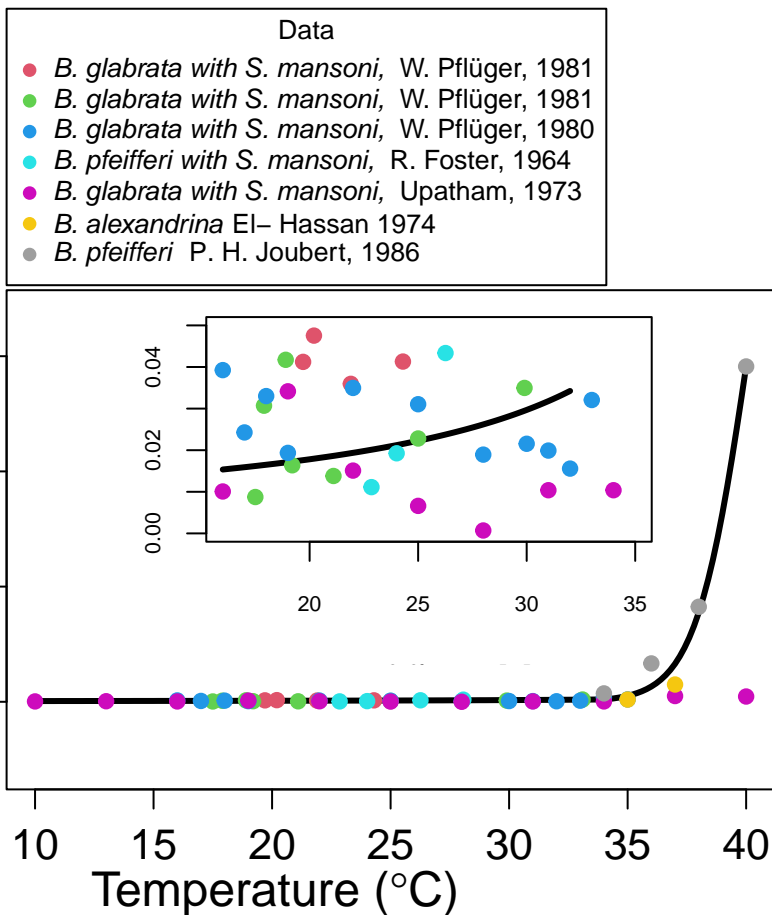 Data
B. glabrata with S. mansoni, W. Pflüger, 1981
B. glabrata with S. mansoni, W. Pflüger, 1981
B. glabrata with S. mansoni, W. Pflüger, 1980
B. pfeifferi with S. mansoni, R. Foster, 1964
B. glabrata with S. mansoni, Upatham, 1973
B. alexandrina El− Hassan 1974
B. pfeifferi P. H. Joubert, 1986
0.04
0.02
0.00
20 25 30 35
10 15 20 25 30 35 40
Temperature (°C)